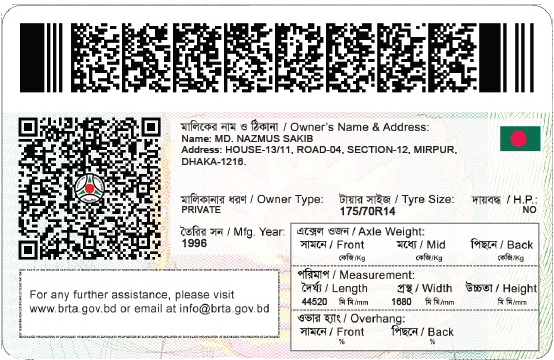 মালিকের নাম ও ঠিকানা / Owner's Name & Address:
Name: MD. NAZMUS SAKIB
Address: HOUSE-13/11, ROAD-04, SECTION-12, MIRPUR,
DHAKA-1216.
মালিকানার ধরণ / Owner Type: টায়ার সাইজ / Tyre Size: দায়বদ্ধ / H.P.:
PRIVATE 175/70R14 NO
তৈরির সন / Mfg. Year:
1996
এক্সেল ওজন / Axle Weight:
সামনে / Front মধ্যে / Mid পিছনে / Back
কেজি/Kg কেজি/Kg কেজি/Kg
পরিমাপ / Measurement:
দৈর্ঘ্য / Length প্রস্থ / Width উচ্চতা / Height
44520 মি মি/mm 1680 মি মি/mm মি মি/mm
ওভার হ্যাং / Overhang:
সামনে / Front পিছনে / Back
% %
For any further assistance, please visit
www.brta.gov.bd or email at info@brta.gov.bd